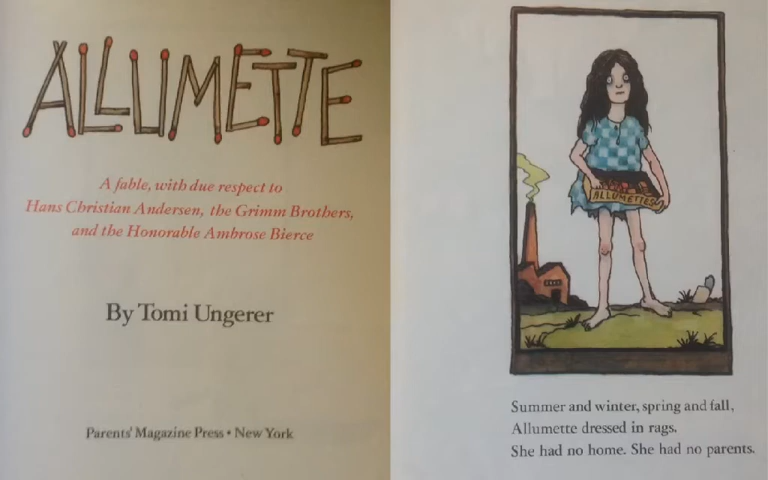 ALLUMETTE
A fable, with due respect to
Hans Christian Andersen, the Grimm Brothers,
and the Honorable Ambrose Bierce
By Tomi Ungerer
Parents' Magazine Press • New York
ALLUMETTES
Summer and winter, spring and fall,
Allumette dressed in rags.
She had no home. She had no parents.